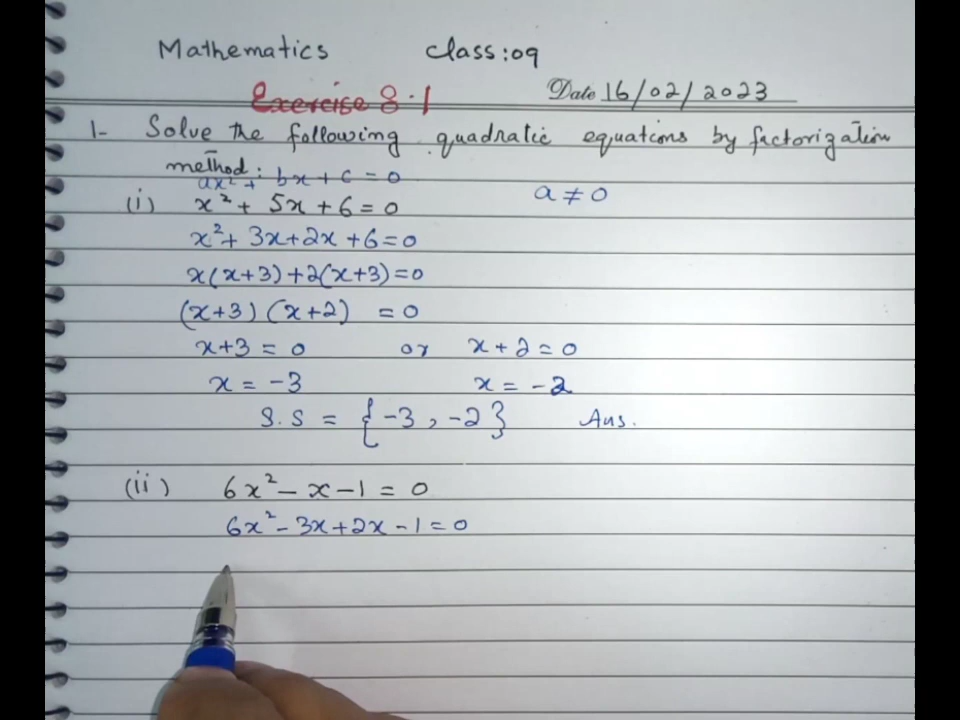 Mathematics Class:09
Exercise 8.1 Date 16/02/2023
1- Solve the following quadratic equations by factorization
method:
ax² + bx + c = 0 a ≠ 0
(i) x² + 5x + 6 = 0
x² + 3x + 2x + 6 = 0
x(x+3) + 2(x+3) = 0
(x+3) (x+2) = 0
x+3 = 0 or x+2 = 0
x = -3 x = -2
S.S = {-3, -2} Ans.
(ii) 6x² - x - 1 = 0
6x² - 3x + 2x - 1 = 0